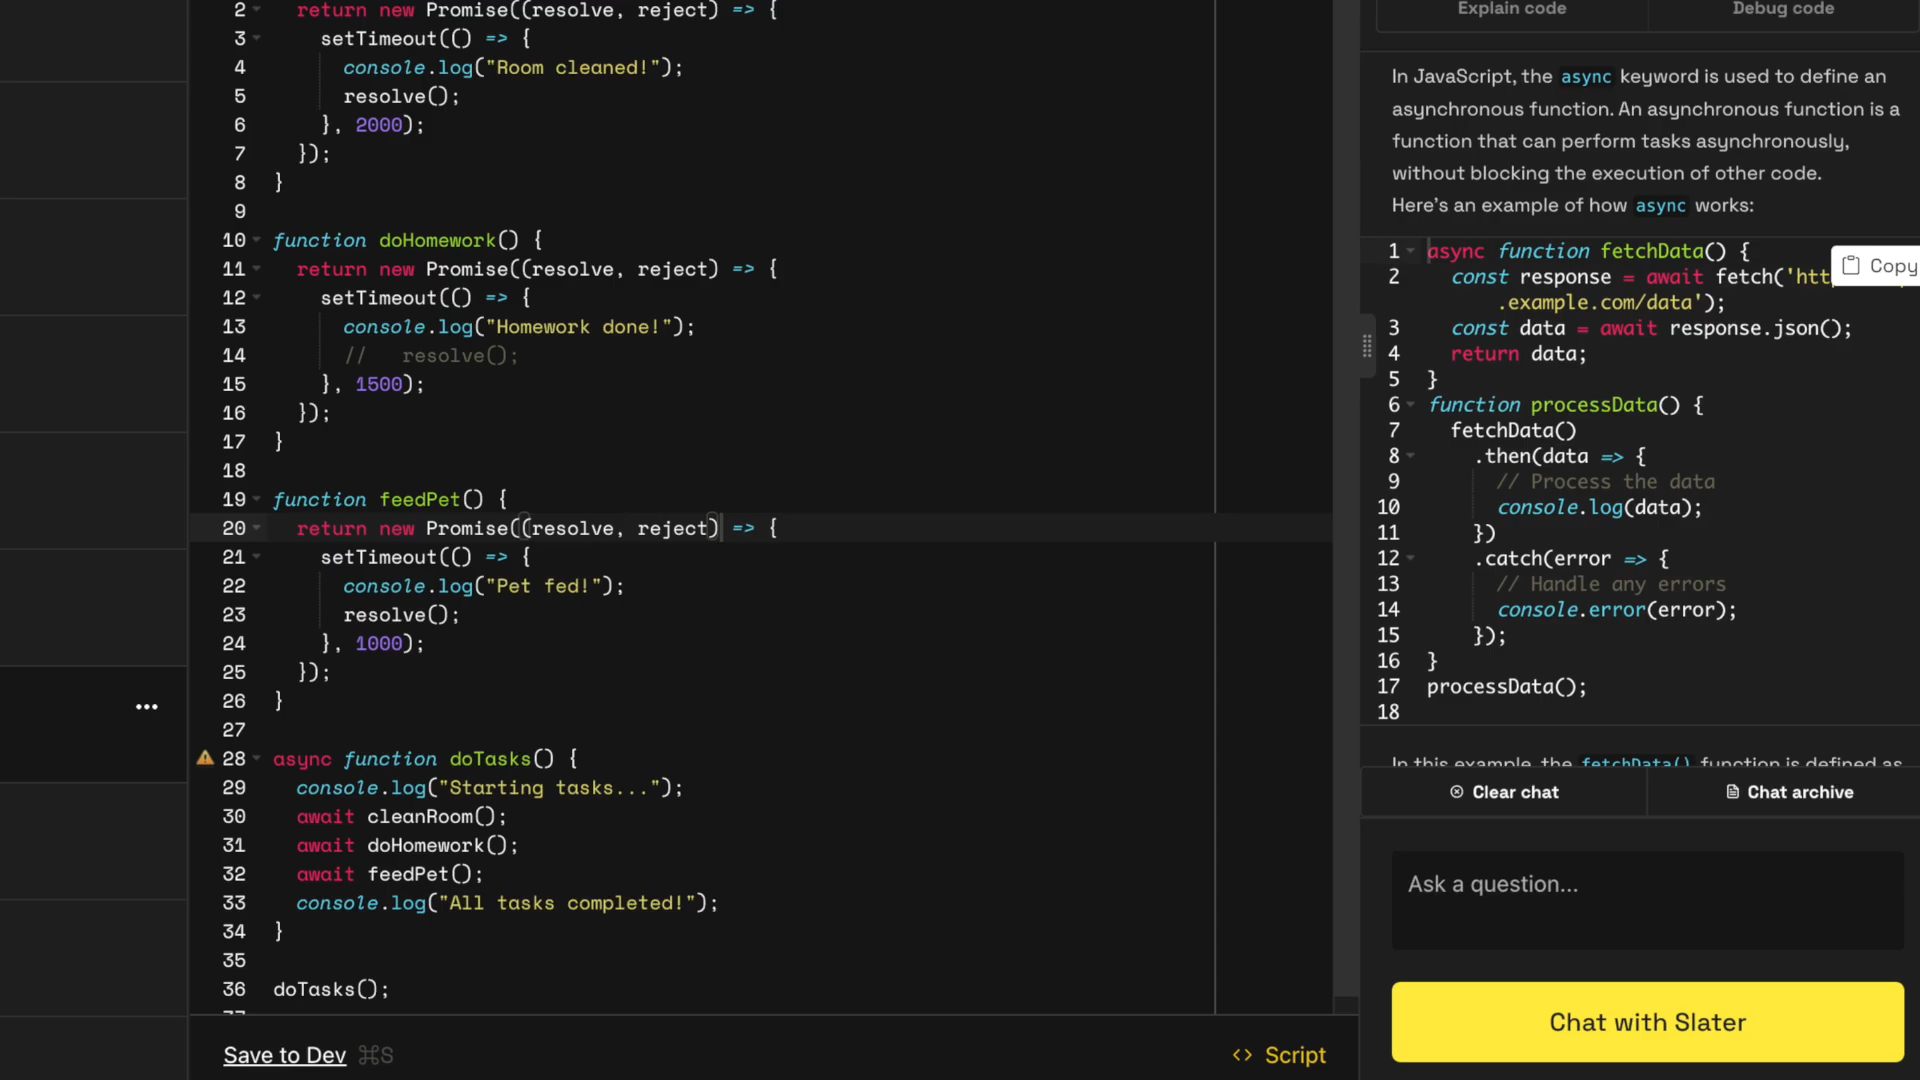 2 return new Promise((resolve, reject) => {
3 setTimeout(() => {
4 console.log("Room cleaned!");
5 resolve();
6 }, 2000);
7 });
8 }
9
10 function doHomework() {
11 return new Promise((resolve, reject) => {
12 setTimeout(() => {
13 console.log("Homework done!");
14 // resolve();
15 }, 1500);
16 });
17 }
18
19 function feedPet() {
20 return new Promise((resolve, reject) => {
21 setTimeout(() => {
22 console.log("Pet fed!");
23 resolve();
24 }, 1000);
25 });
26 }
27
28 async function doTasks() {
29 console.log("Starting tasks...");
30 await cleanRoom();
31 await doHomework();
32 await feedPet();
33 console.log("All tasks completed!");
34 }
35
36 doTasks();
37
Save to Dev ⌘S
<> Script
Explain code
Debug code
In JavaScript, the async keyword is used to define an
asynchronous function. An asynchronous function is a
function that can perform tasks asynchronously,
without blocking the execution of other code.
Here's an example of how async works:
1 async function fetchData() {
Copy
2 const response = await fetch('htt
.example.com/data');
3 const data = await response.json();
4 return data;
5 }
6 function processData() {
7 fetchData()
8 .then(data => {
9 // Process the data
10 console.log(data);
11 })
12 .catch(error => {
13 // Handle any errors
14 console.error(error);
15 });
16 }
17 processData();
18
In this example, the fetchData() function is defined as
Clear chat
Chat archive
Ask a question...
Chat with Slater